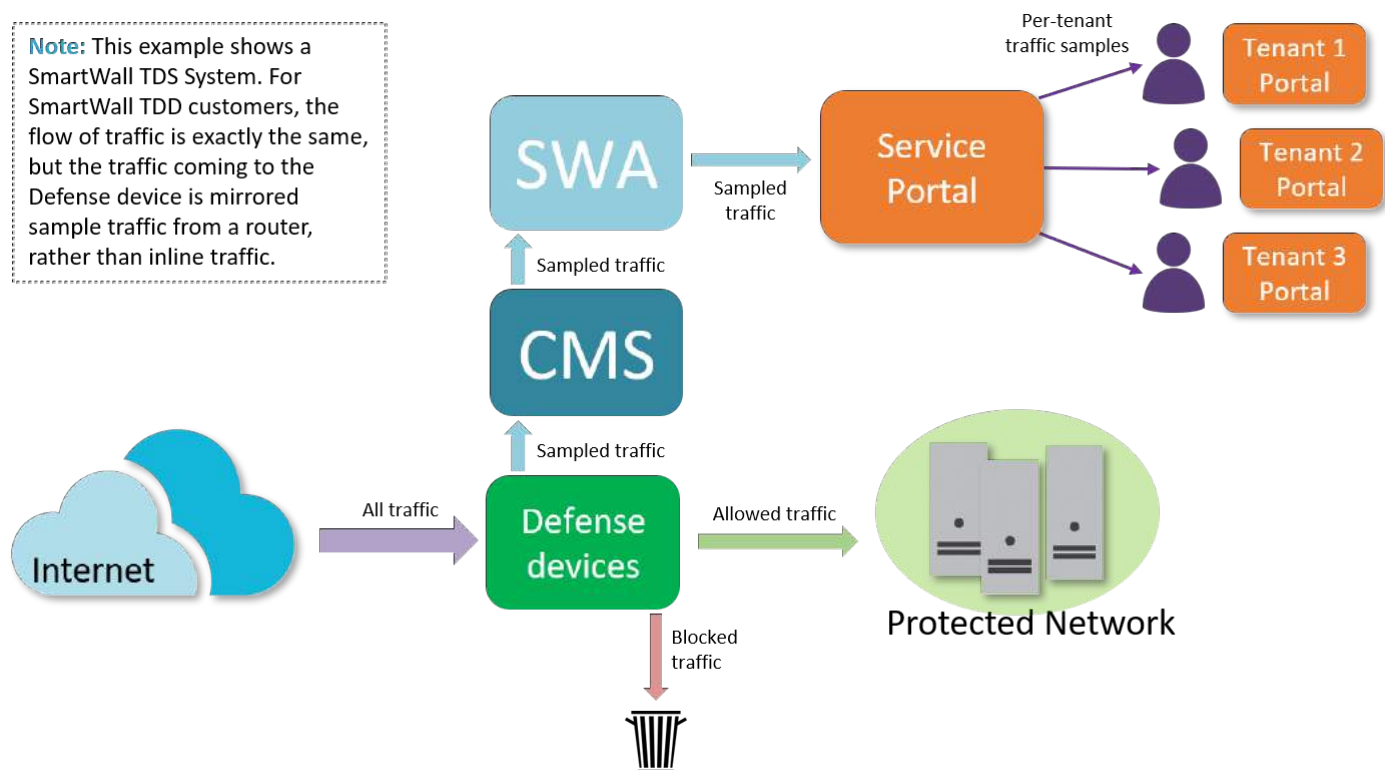 Note: This example shows a
SmartWall TDS System. For
SmartWall TDD customers, the
flow of traffic is exactly the same,
but the traffic coming to the
Defense device is mirrored
sample traffic from a router,
rather than inline traffic.
Per-tenant
traffic samples
Tenant 1
Portal
SWA
Sampled
traffic
Service
Portal
Tenant 2
Portal
Tenant 3
Portal
Sampled traffic
CMS
Sampled traffic
Internet
All traffic
Defense
devices
Allowed traffic
Protected Network
Blocked
traffic